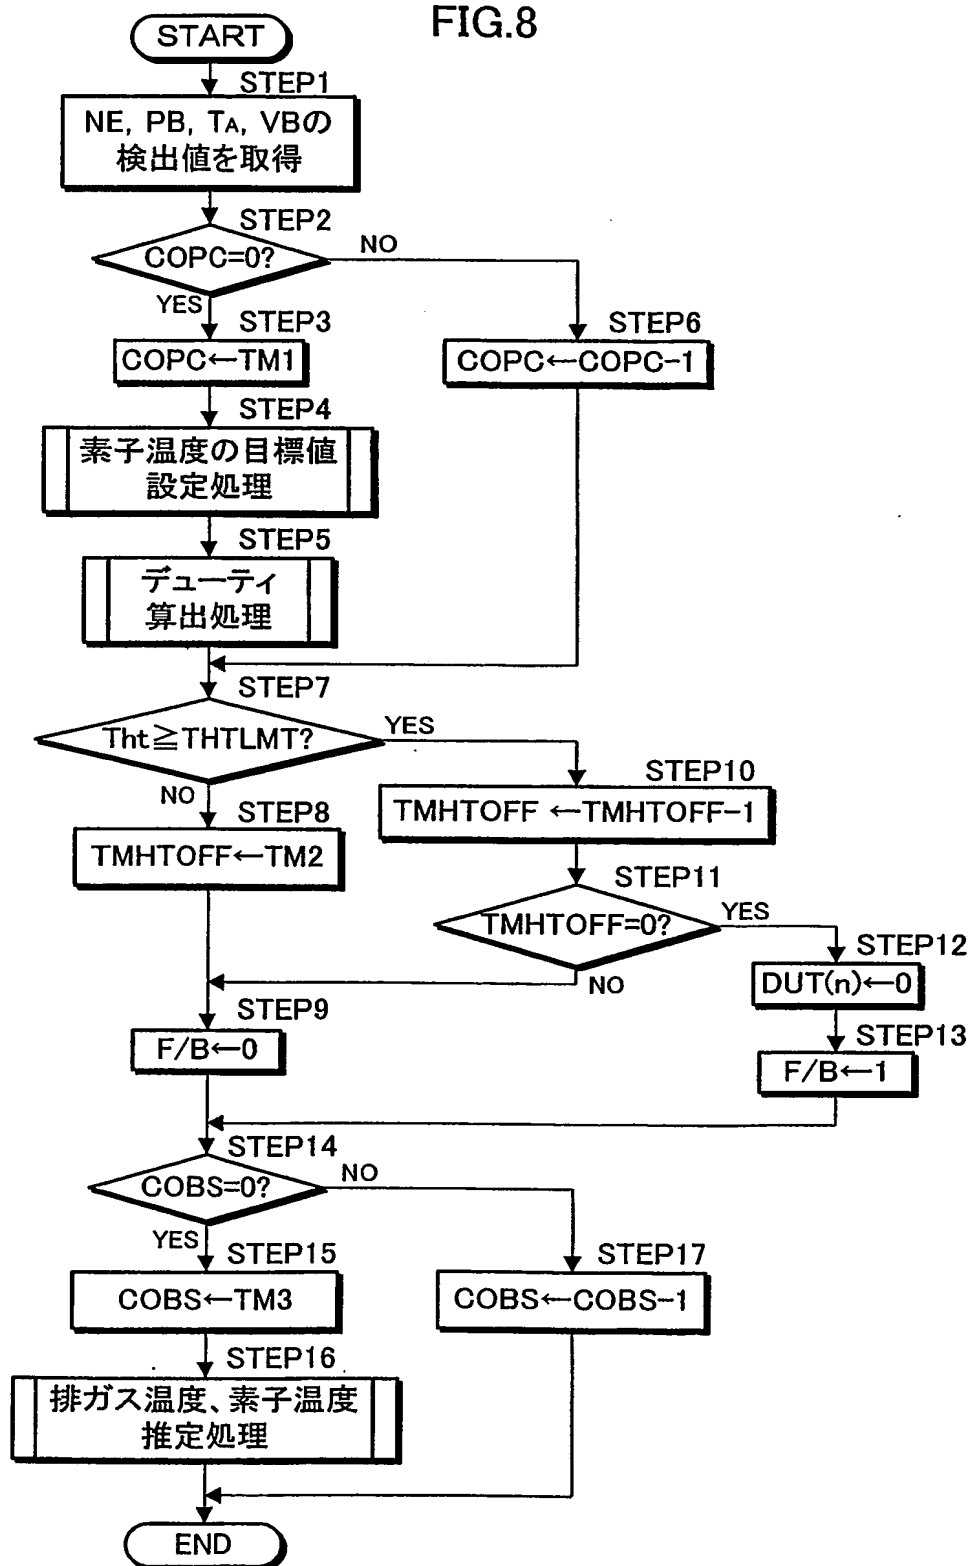 FIG.8
START
STEP1
NE, PB, TA, VBの
検出値を取得
STEP2
COPC=0?
NO
YES
STEP3
COPC←TM1
STEP6
COPC←COPC-1
STEP4
素子温度の目標値
設定処理
STEP5
デューティ
算出処理
STEP7
Tht≧THTLMT?
YES
NO
STEP10
TMHTOFF ←TMHTOFF-1
STEP8
TMHTOFF←TM2
STEP11
TMHTOFF=0?
YES
NO
STEP12
DUT(n)←0
STEP9
F/B←0
STEP13
F/B←1
STEP14
COBS=0?
NO
YES
STEP15
COBS←TM3
STEP17
COBS←COBS-1
STEP16
排ガス温度、素子温度
推定処理
END